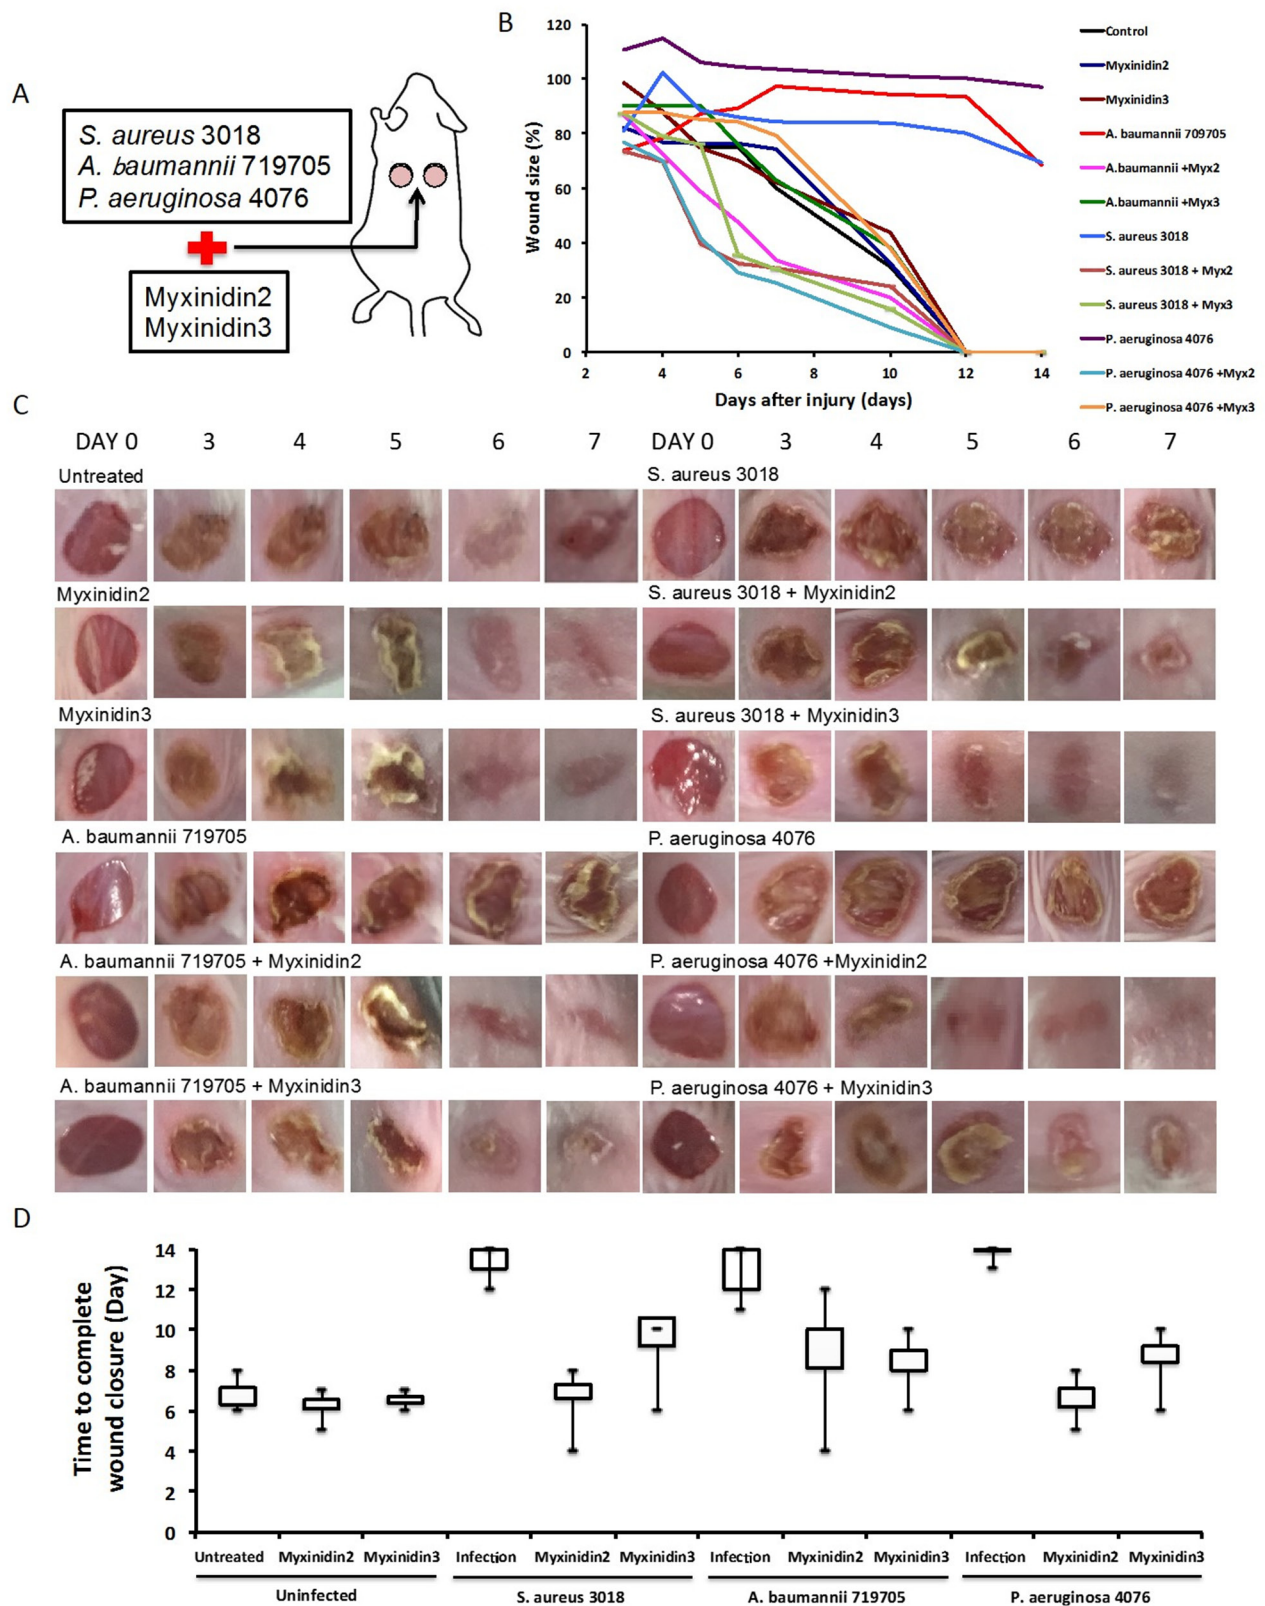 A
S. aureus 3018
A. baumannii 719705
P. aeruginosa 4076
Myxinidin2
Myxinidin3
B
120
100
80
60
40
20
0
Wound size (%)
2 4 6 8 10 12 14
Days after injury (days)
Control
Myxinidin2
Myxinidin3
A. baumannii 709705
A.baumannii +Myx2
A.baumannii +Myx3
S. aureus 3018
S. aureus 3018 + Myx2
S. aureus 3018 + Myx3
P. aeruginosa 4076
P. aeruginosa 4076 +Myx2
P. aeruginosa 4076 +Myx3
C
DAY 0 3 4 5 6 7 DAY 0 3 4 5 6 7
Untreated
S. aureus 3018
Myxinidin2
S. aureus 3018 + Myxinidin2
Myxinidin3
S. aureus 3018 + Myxinidin3
A. baumannii 719705
P. aeruginosa 4076
A. baumannii 719705 + Myxinidin2
P. aeruginosa 4076 +Myxinidin2
A. baumannii 719705 + Myxinidin3
P. aeruginosa 4076 + Myxinidin3
D
14
12
10
8
6
4
2
0
Time to complete
wound closure (Day)
Untreated Myxinidin2 Myxinidin3 Infection Myxinidin2 Myxinidin3 Infection Myxinidin2 Myxinidin3 Infection Myxinidin2 Myxinidin3
Uninfected S. aureus 3018 A. baumannii 719705 P. aeruginosa 4076